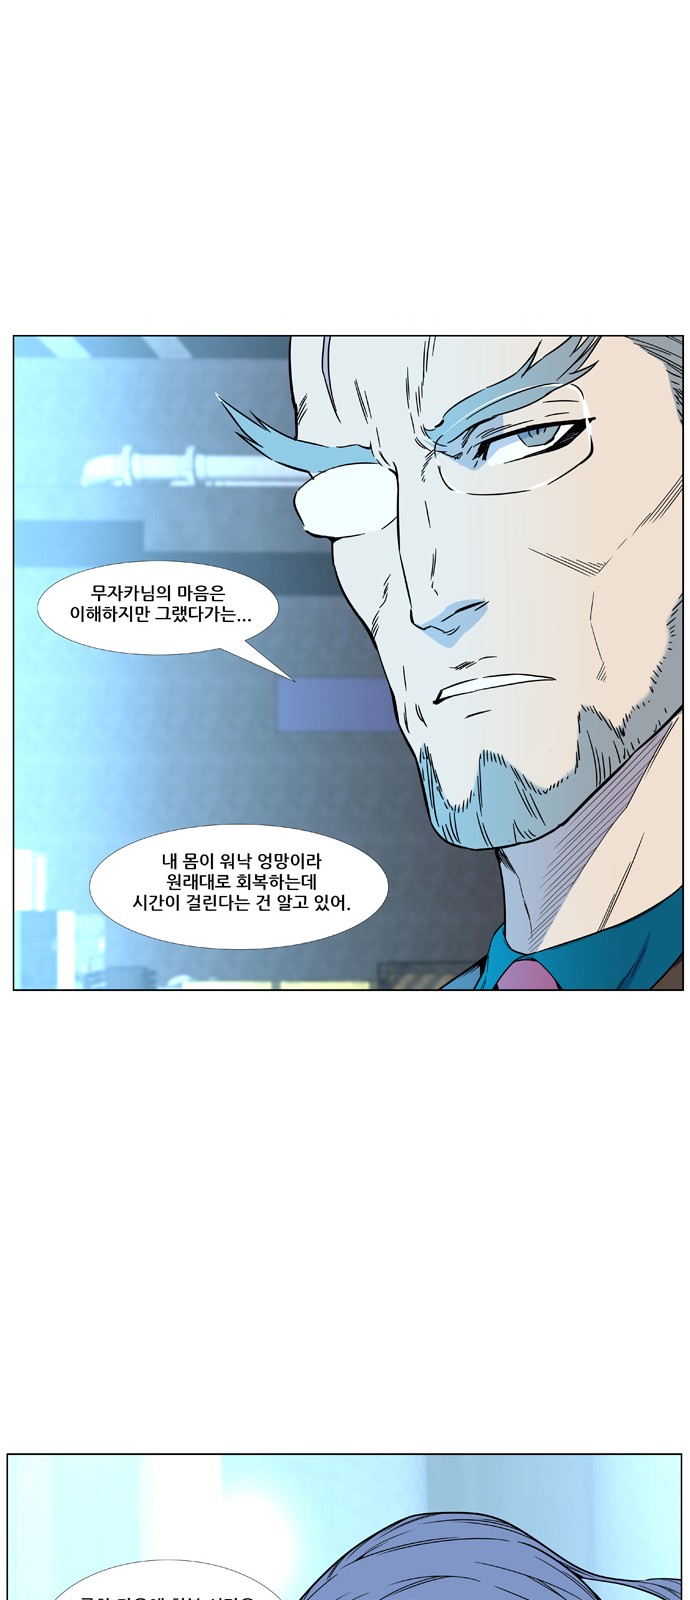 무자카님의 마음은
이해하지만 그랬다가는...
내 몸이 워낙 엉망이라
원래대로 회복하는데
시간이 걸린다는 건 알고 있어.